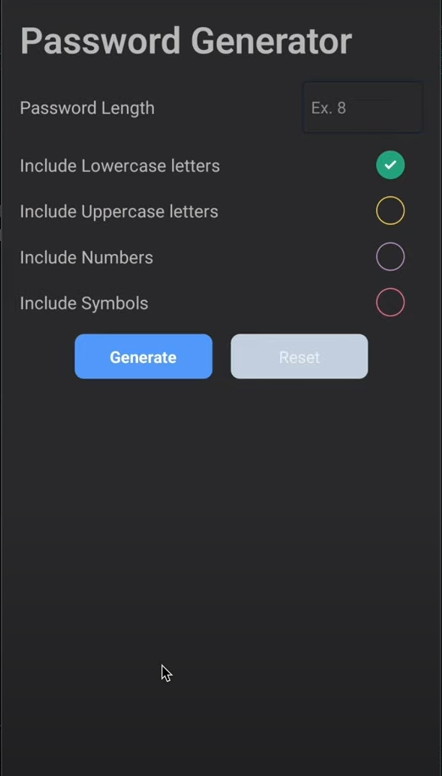 Password Generator
Password Length
Ex. 8
Include Lowercase letters
Include Uppercase letters
Include Numbers
Include Symbols
Generate
Reset